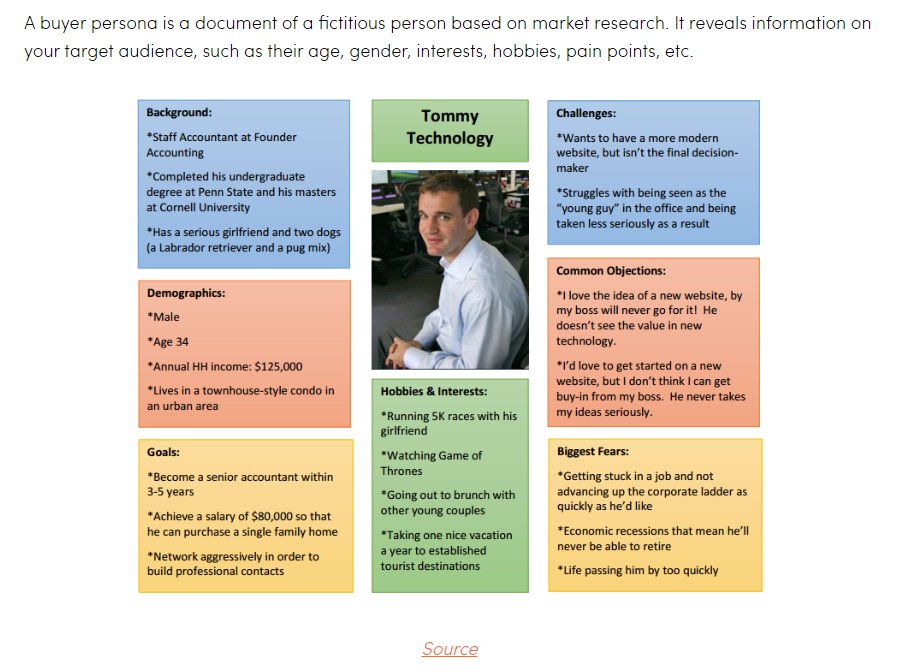 A buyer persona is a document of a fictitious person based on market research. It reveals information on
your target audience, such as their age, gender, interests, hobbies, pain points, etc.
Background:
*Staff Accountant at Founder
Accounting
*Completed his undergraduate
degree at Penn State and his masters
at Cornell University
*Has a serious girlfriend and two dogs
(a Labrador retriever and a pug mix)
Demographics:
*Male
*Age 34
*Annual HH income: $125,000
*Lives in a townhouse-style condo in
an urban area
Goals:
*Become a senior accountant within
3-5 years
*Achieve a salary of $80,000 so that
he can purchase a single family home
*Network aggressively in order to
build professional contacts
Tommy
Technology
Hobbies & Interests:
*Running 5K races with his
girlfriend
*Watching Game of
Thrones
*Going out to brunch with
other young couples
*Taking one nice vacation
a year to established
tourist destinations
Challenges:
*Wants to have a more modern
website, but isn't the final decision-
maker
*Struggles with being seen as the
"young guy" in the office and being
taken less seriously as a result
Common Objections:
*I love the idea of a new website, by
my boss will never go for it! He
doesn't see the value in new
technology.
*I'd love to get started on a new
website, but I don't think I can get
buy-in from my boss. He never takes
my ideas seriously.
Biggest Fears:
*Getting stuck in a job and not
advancing up the corporate ladder as
quickly as he'd like
*Economic recessions that mean he'll
never be able to retire
*Life passing him by too quickly
Source